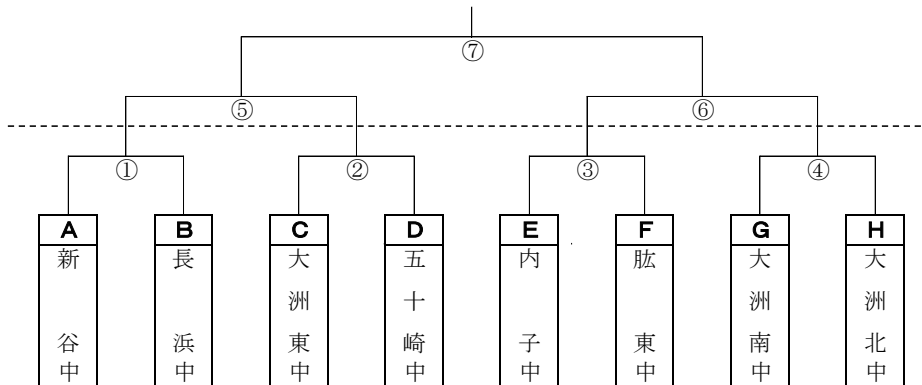 ⑦
⑤ ⑥
① ② ③ ④
A B C D E F G H
新谷中
長浜中
大洲東中
五十崎中
内子中
肱東中
大洲南中
大洲北中